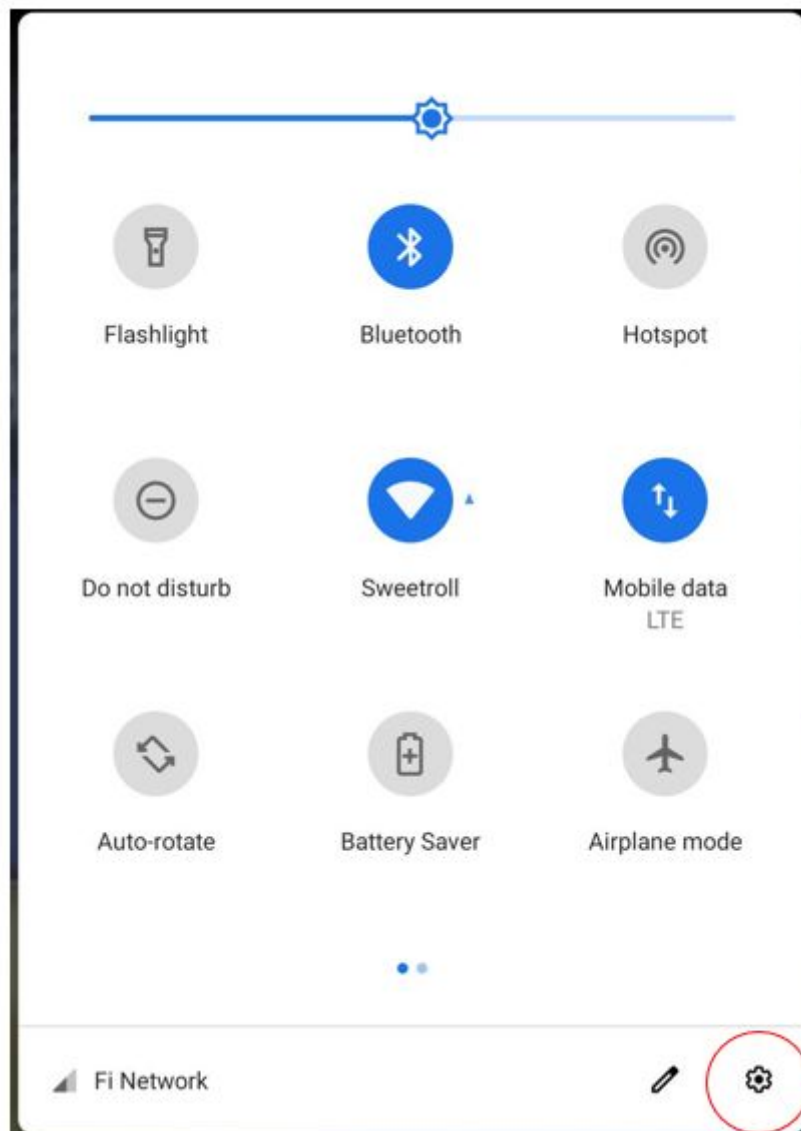 Flashlight
Bluetooth
Hotspot
Do not disturb
Sweetroll
Mobile data
LTE
Auto-rotate
Battery Saver
Airplane mode
Fi Network